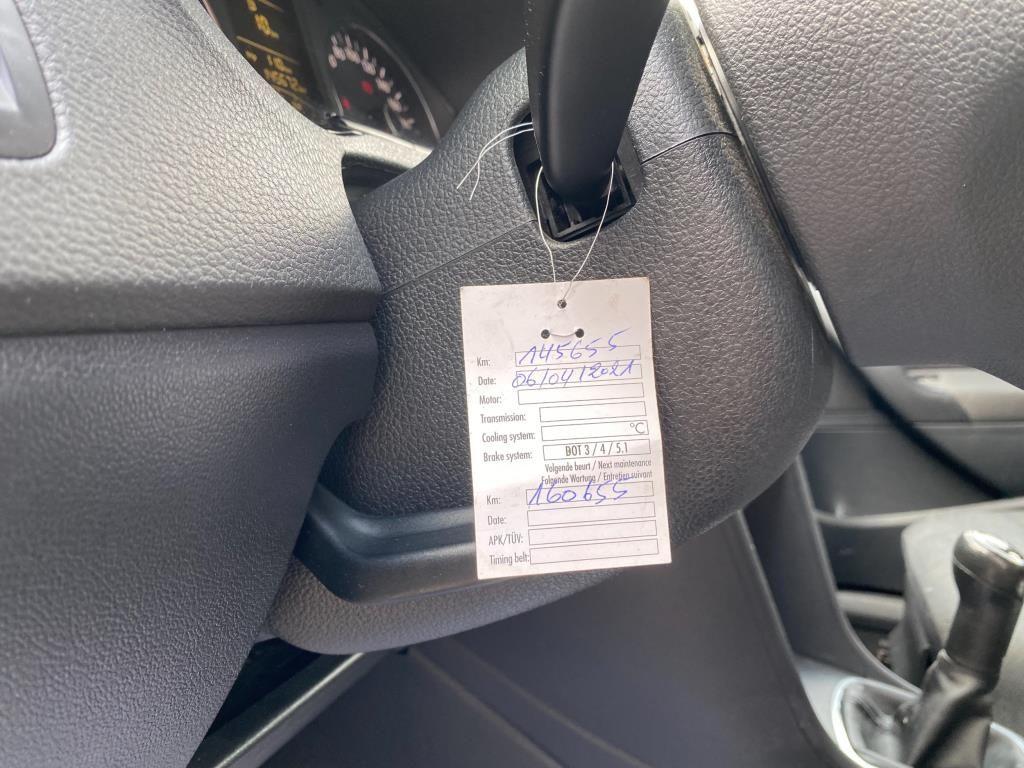 Km: 145655
Date: 06/04/2021
Motor:
Transmission:
Cooling system: °C
Brake system: DOT 3 / 4 / 5.1
Volgende beurt / Next maintenance
Folgende Wartung / Entretien suivant
Km: 160655
Date:
APK/TÜV:
Timing belt: